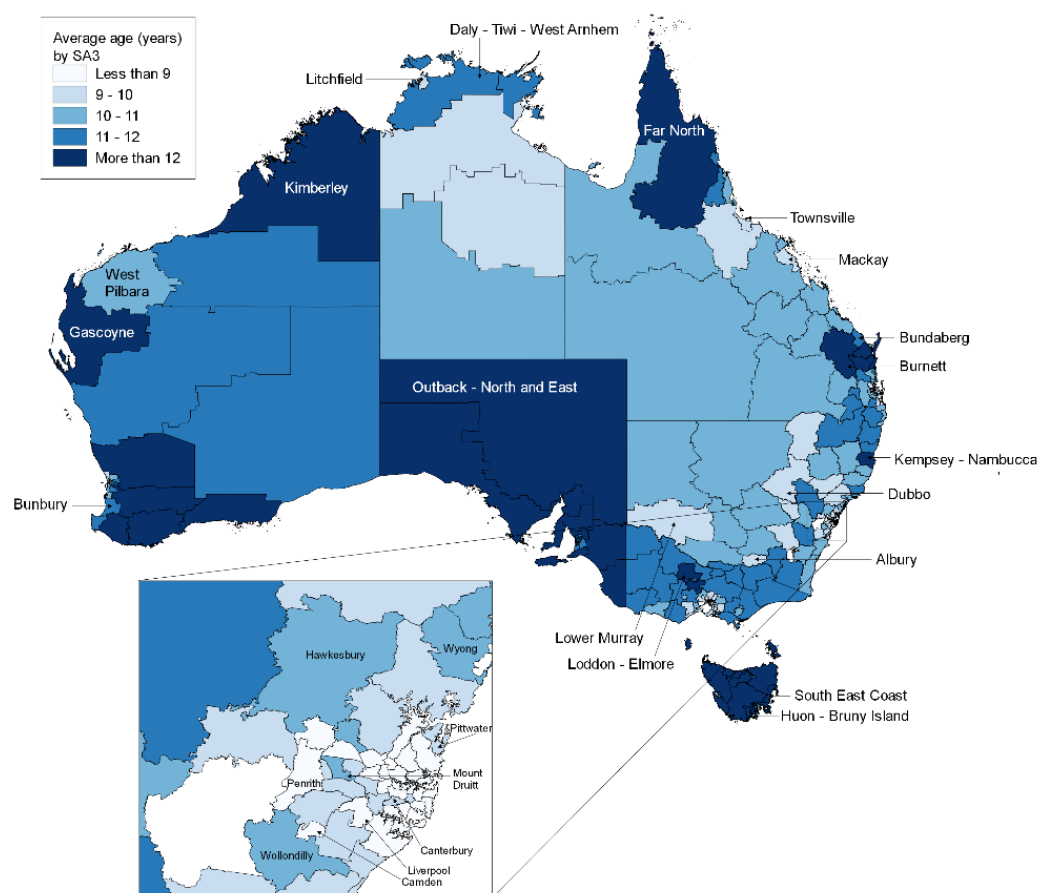 Average age (years)
by SA3
Less than 9
9 - 10
10 - 11
11 - 12
More than 12
Daly - Tiwi - West Arnhem
Litchfield
Far North
Kimberley
Townsville
Mackay
West
Pilbara
Gascoyne
Bundaberg
Burnett
Outback - North and East
Kempsey - Nambucca
Dubbo
Bunbury
Albury
Lower Murray
Loddon - Elmore
South East Coast
Huon - Bruny Island
Hawkesbury
Wyong
Pittwater
Mount
Druitt
Penrith
Canterbury
Wollondilly
Liverpool
Camden